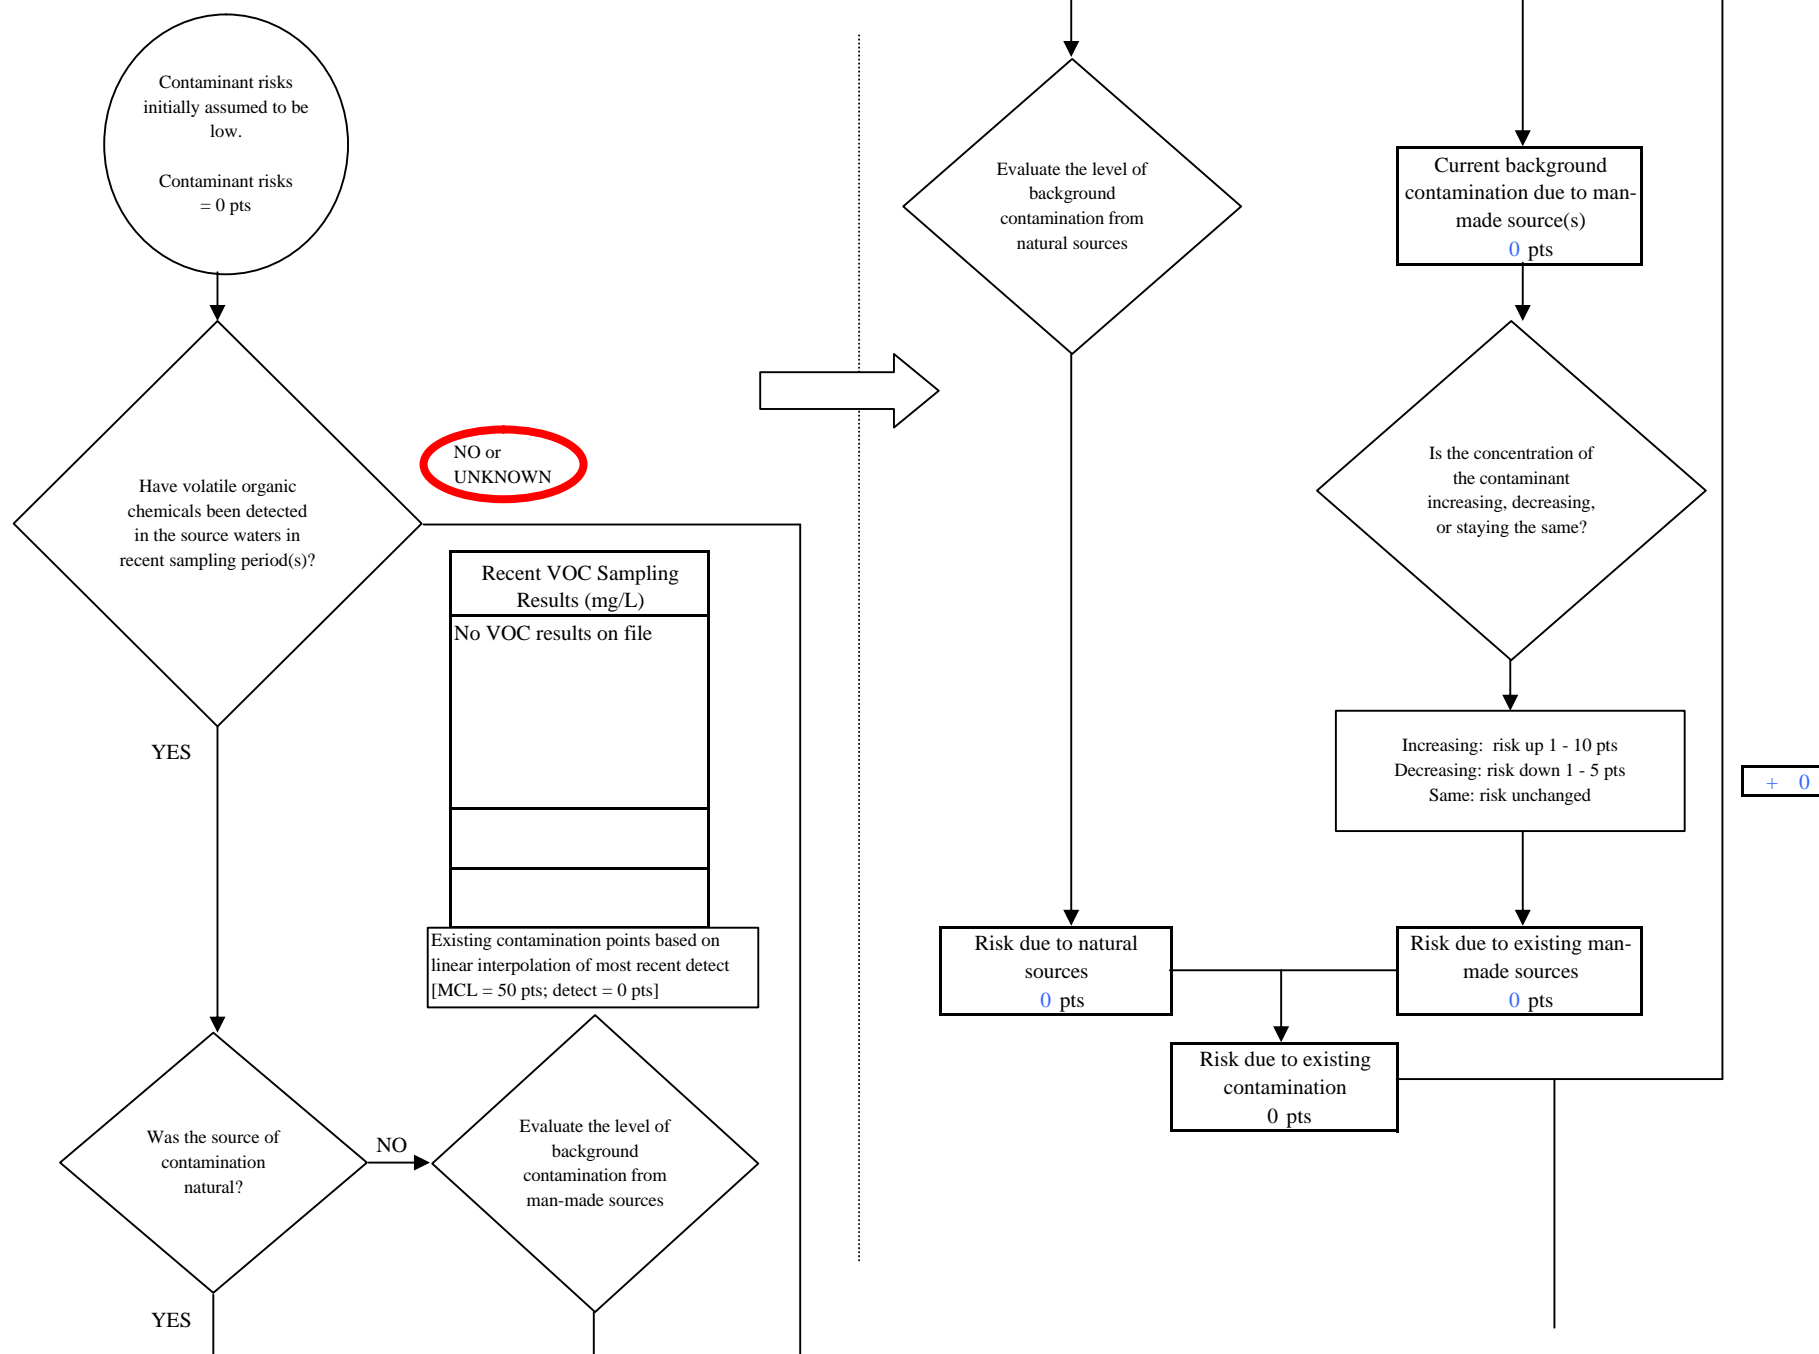 Contaminant risks
initially assumed to be
low.
Contaminant risks
= 0 pts
Have volatile organic
chemicals been detected
in the source waters in
recent sampling period(s)?
NO or
UNKNOWN
Recent VOC Sampling
Results (mg/L)
No VOC results on file
YES
Existing contamination points based on
linear interpolation of most recent detect
[MCL = 50 pts; detect = 0 pts]
Was the source of
contamination
natural?
NO
Evaluate the level of
background
contamination from
man-made sources
YES
Evaluate the level of
background
contamination from
natural sources
Current background
contamination due to man-
made source(s)
0 pts
Is the concentration of
the contaminant
increasing, decreasing,
or staying the same?
Increasing: risk up 1 - 10 pts
Decreasing: risk down 1 - 5 pts
Same: risk unchanged
+ 0
Risk due to natural
sources
0 pts
Risk due to existing man-
made sources
0 pts
Risk due to existing
contamination
0 pts